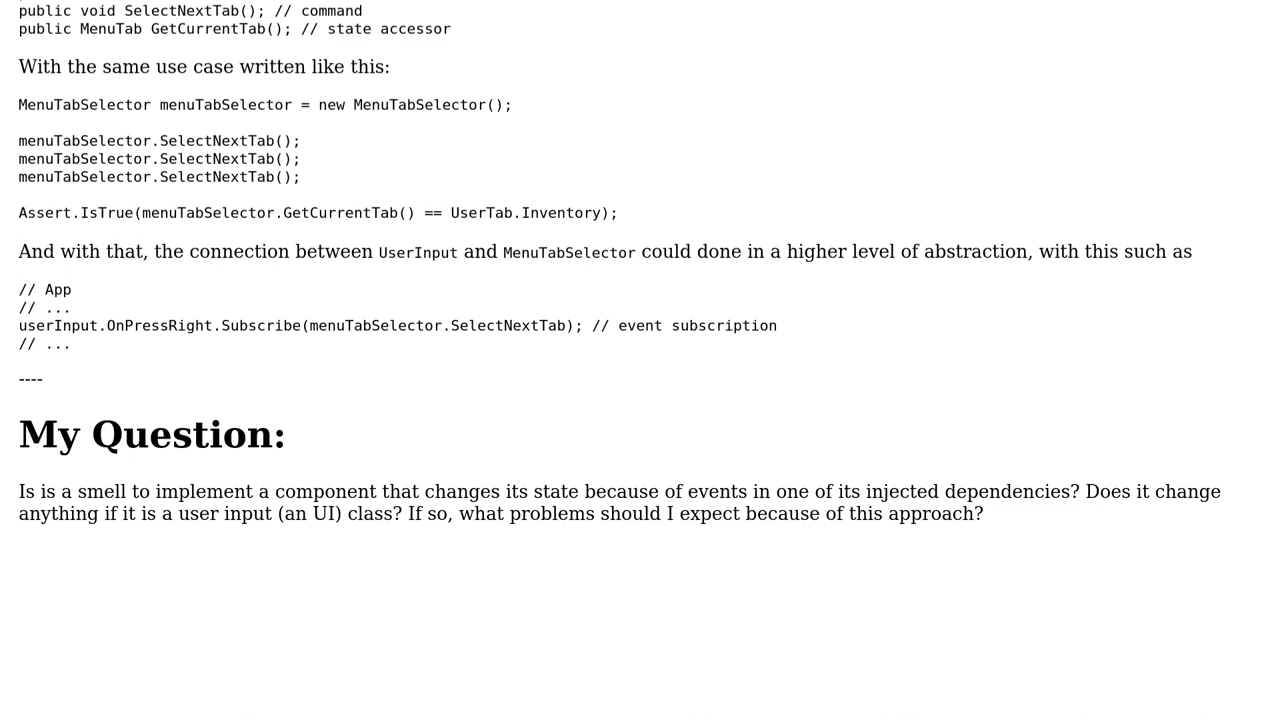 public void SelectNextTab(); // command
public MenuTab GetCurrentTab(); // state accessor
With the same use case written like this:
MenuTabSelector menuTabSelector = new MenuTabSelector();
menuTabSelector.SelectNextTab();
menuTabSelector.SelectNextTab();
menuTabSelector.SelectNextTab();
Assert.IsTrue(menuTabSelector.GetCurrentTab() == UserTab.Inventory);
And with that, the connection between UserInput and MenuTabSelector could done in a higher level of abstraction, with this such as
// App
// ...
userInput.OnPressRight.Subscribe(menuTabSelector.SelectNextTab); // event subscription
// ...
----
My Question:
Is is a smell to implement a component that changes its state because of events in one of its injected dependencies? Does it change
anything if it is a user input (an UI) class? If so, what problems should I expect because of this approach?